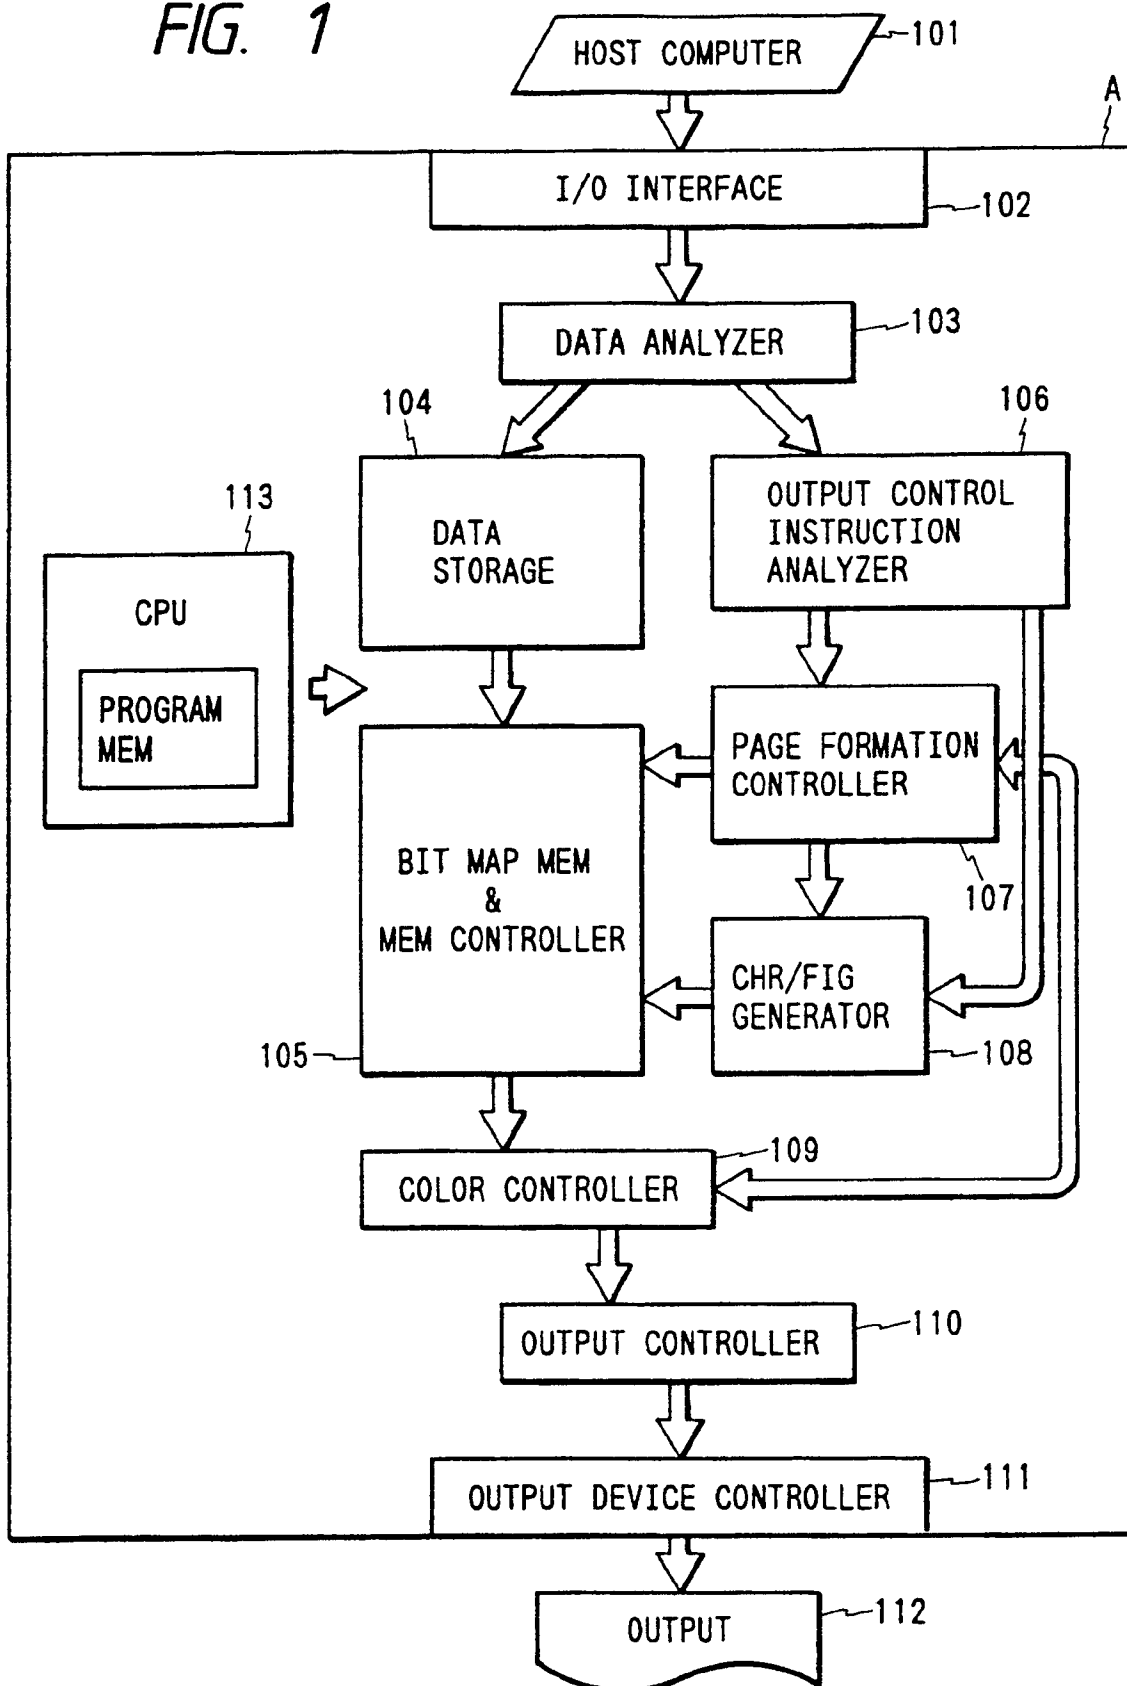 FIG. 1
HOST COMPUTER
101
A
I/O INTERFACE
102
DATA ANALYZER
103
104
106
DATA
STORAGE
OUTPUT CONTROL
INSTRUCTION
ANALYZER
113
CPU
PROGRAM
MEM
PAGE FORMATION
CONTROLLER
107
BIT MAP MEM
&
MEM CONTROLLER
105
CHR/FIG
GENERATOR
108
109
COLOR CONTROLLER
OUTPUT CONTROLLER
110
OUTPUT DEVICE CONTROLLER
111
OUTPUT
112